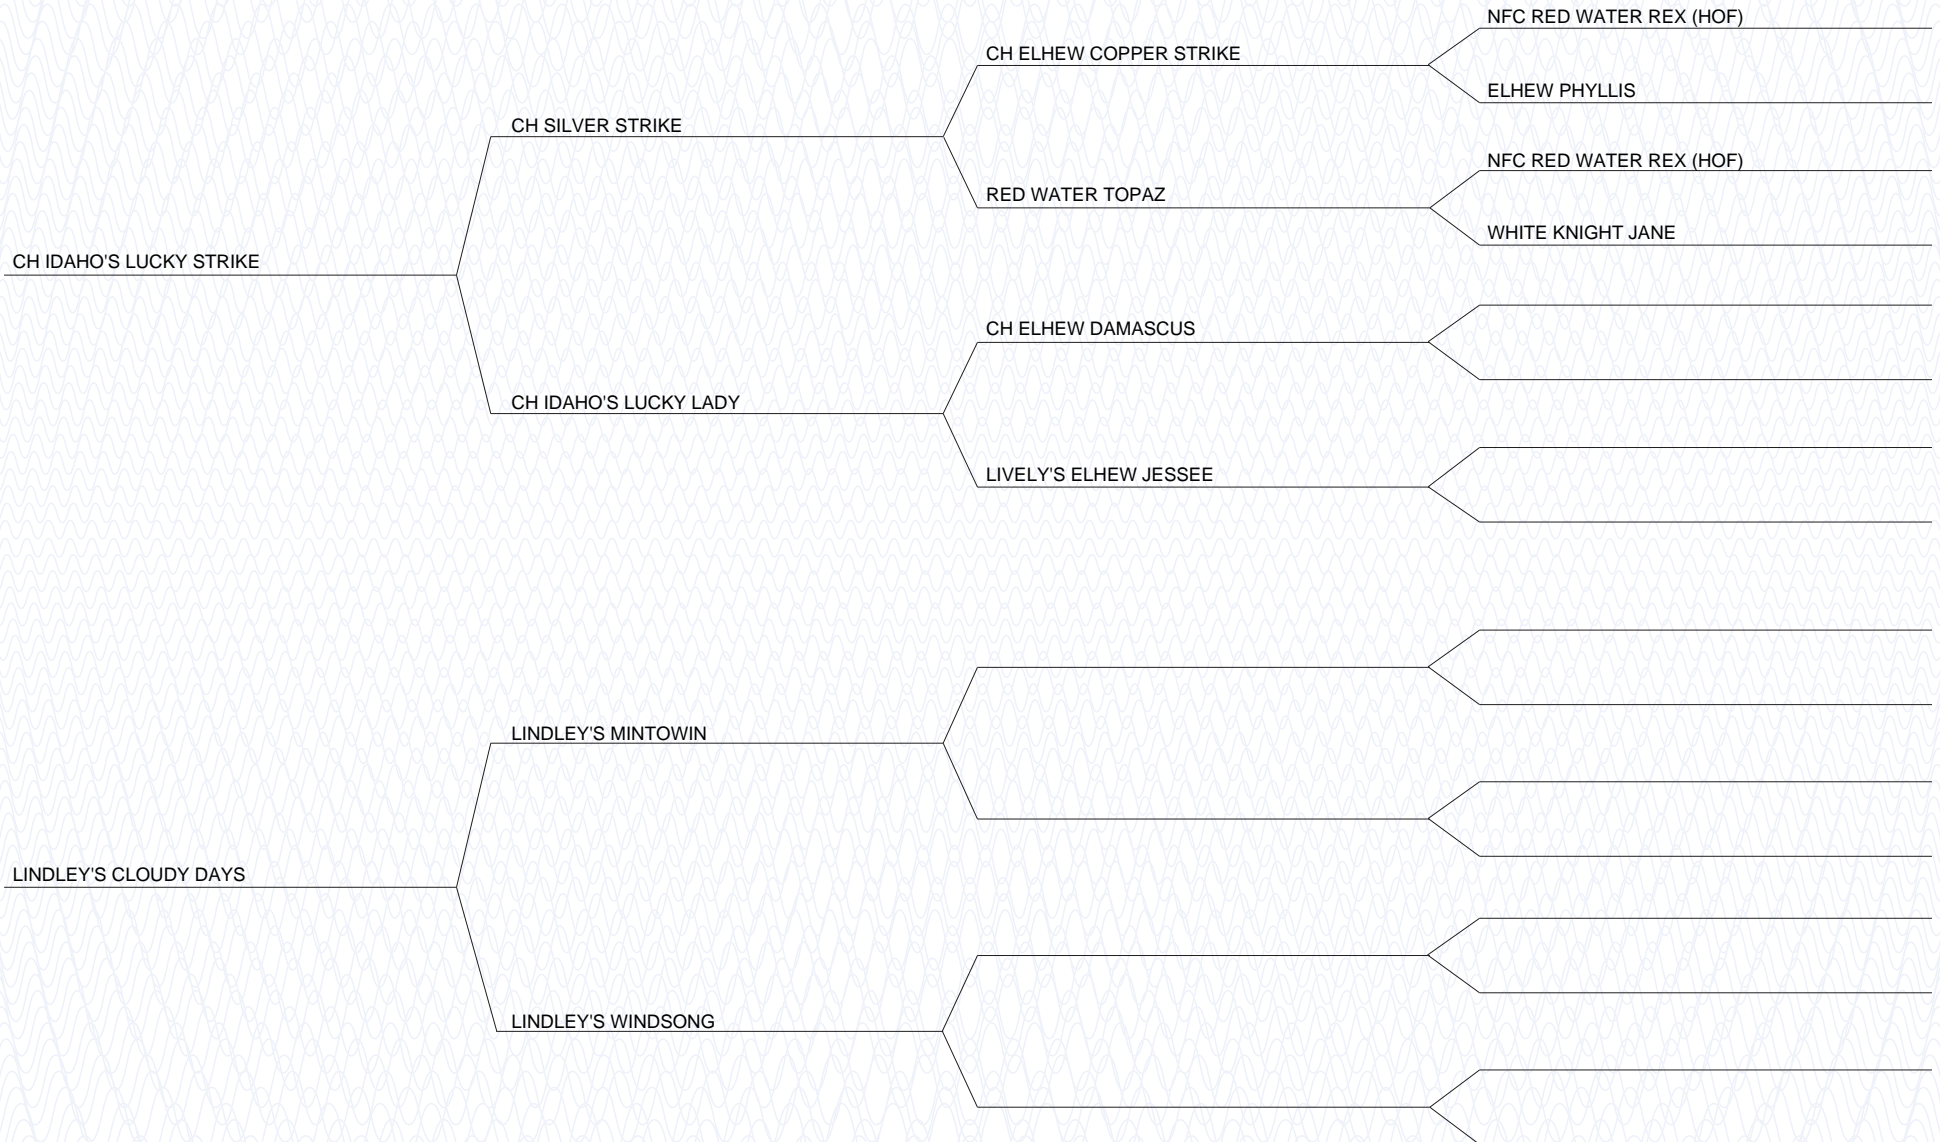 NFC RED WATER REX (HOF)
CH ELHEW COPPER STRIKE
ELHEW PHYLLIS
CH SILVER STRIKE
NFC RED WATER REX (HOF)
RED WATER TOPAZ
WHITE KNIGHT JANE
CH IDAHO'S LUCKY STRIKE
CH ELHEW DAMASCUS
CH IDAHO'S LUCKY LADY
LIVELY'S ELHEW JESSEE
LINDLEY'S MINTOWIN
LINDLEY'S CLOUDY DAYS
LINDLEY'S WINDSONG